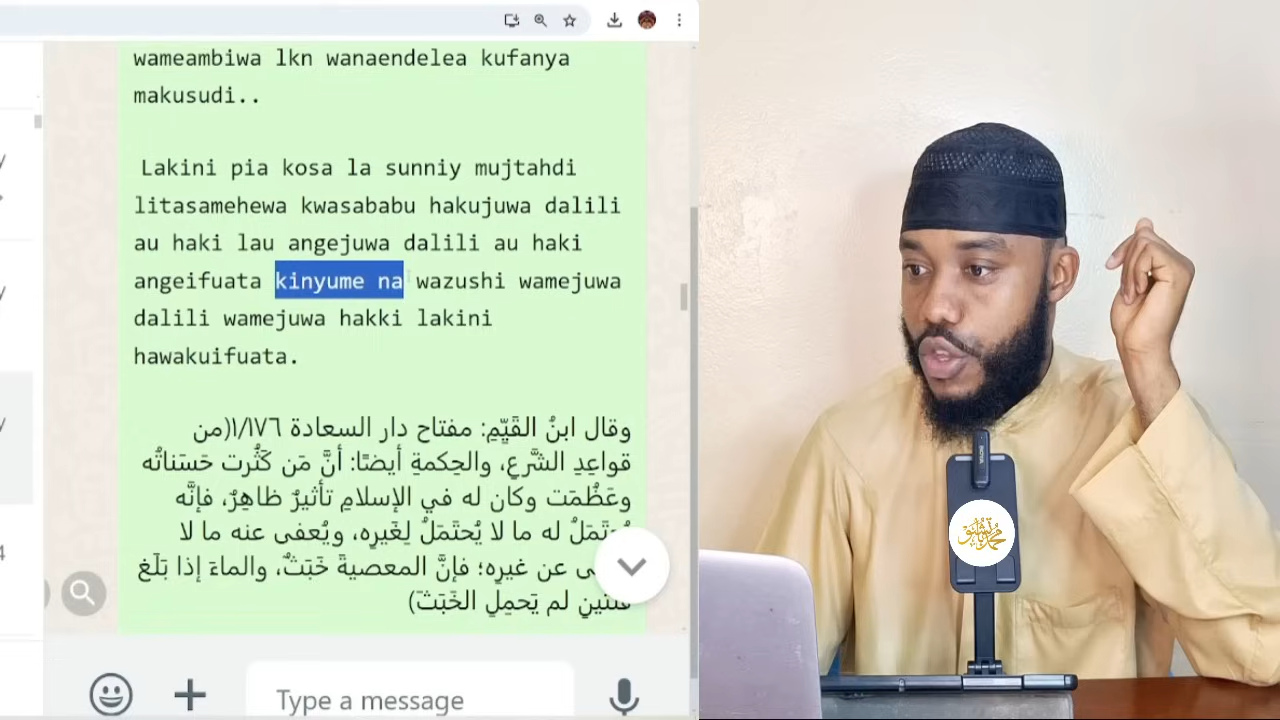 wameambiwa lkn wanaendelea kufanya
makusudi..
Lakini pia kosa la sunniy mujtahdi
litasamehewa kwasababu hakujuwa dalili
au haki lau angejuwa dalili au haki
angeifuata kinyume na wazushi wamejuwa
dalili wamejuwa hakki lakini
hawakuifuata.
وقال ابنُ القَيِّمِ: مفتاح دار السعادة ١/١٧٦(من
قواعِدِ الشَّرعِ، والحِكمةِ أيضًا: أنَّ مَن كَثُرت حَسَناتُه
وعَظُمَت وكان له في الإسلامِ تأثيرٌ ظاهِرٌ، فإنَّه
يُحتَمَلُ له ما لا يُحتَمَلُ لِغَيرِه، ويُعفى عنه ما لا
عن غيرِه؛ فإنَّ المعصيةَ خَبَثٌ، والماءَ إذا بَلَغ
قُلَّتَينِ لم يَحمِلِ الخَبَثَ)
Type a message